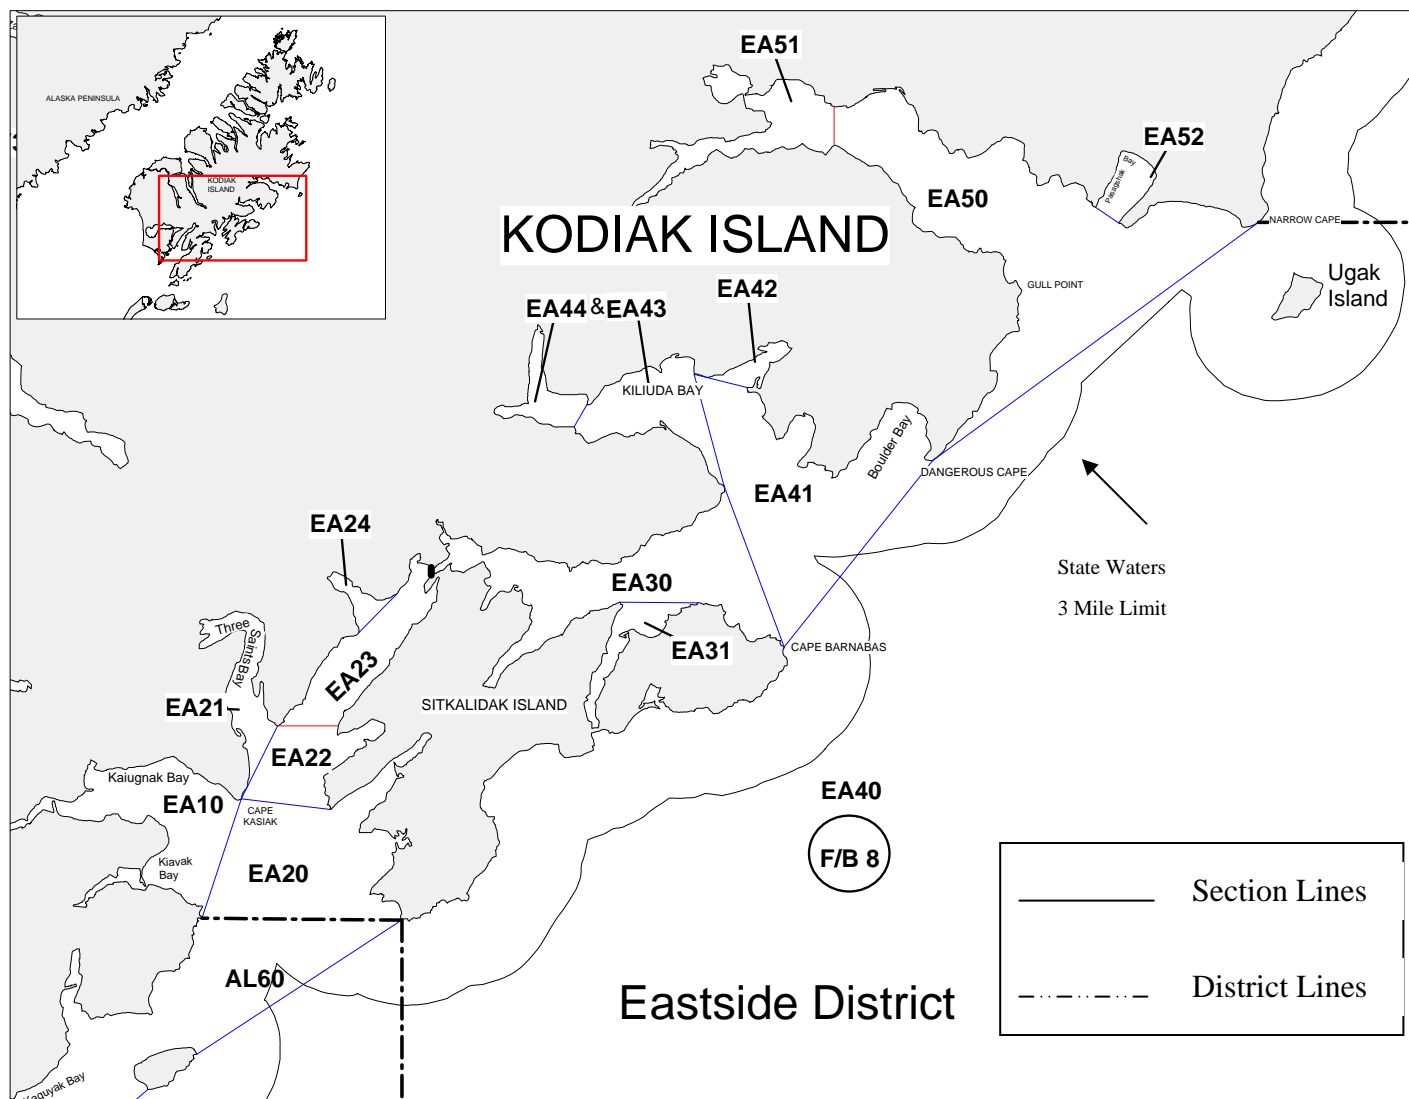 EA51
ALASKA PENINSULA
EA52
Pasagshak Bay
KODIAK
ISLAND
EA50
NARROW CAPE
KODIAK ISLAND
Ugak
Island
GULL POINT
EA42
EA44 & EA43
KILIUDA BAY
Boulder Bay
DANGEROUS CAPE
EA41
EA24
State Waters
3 Mile Limit
EA30
Three
Saints Bay
EA31
CAPE BARNABAS
EA23
SITKALIDAK ISLAND
EA21
EA22
Kaiugnak Bay
EA10
CAPE
KASIAK
EA40
F/B 8
Kiavak
Bay
EA20
Section Lines
AL60
Eastside District
District Lines
Kaguyak Bay